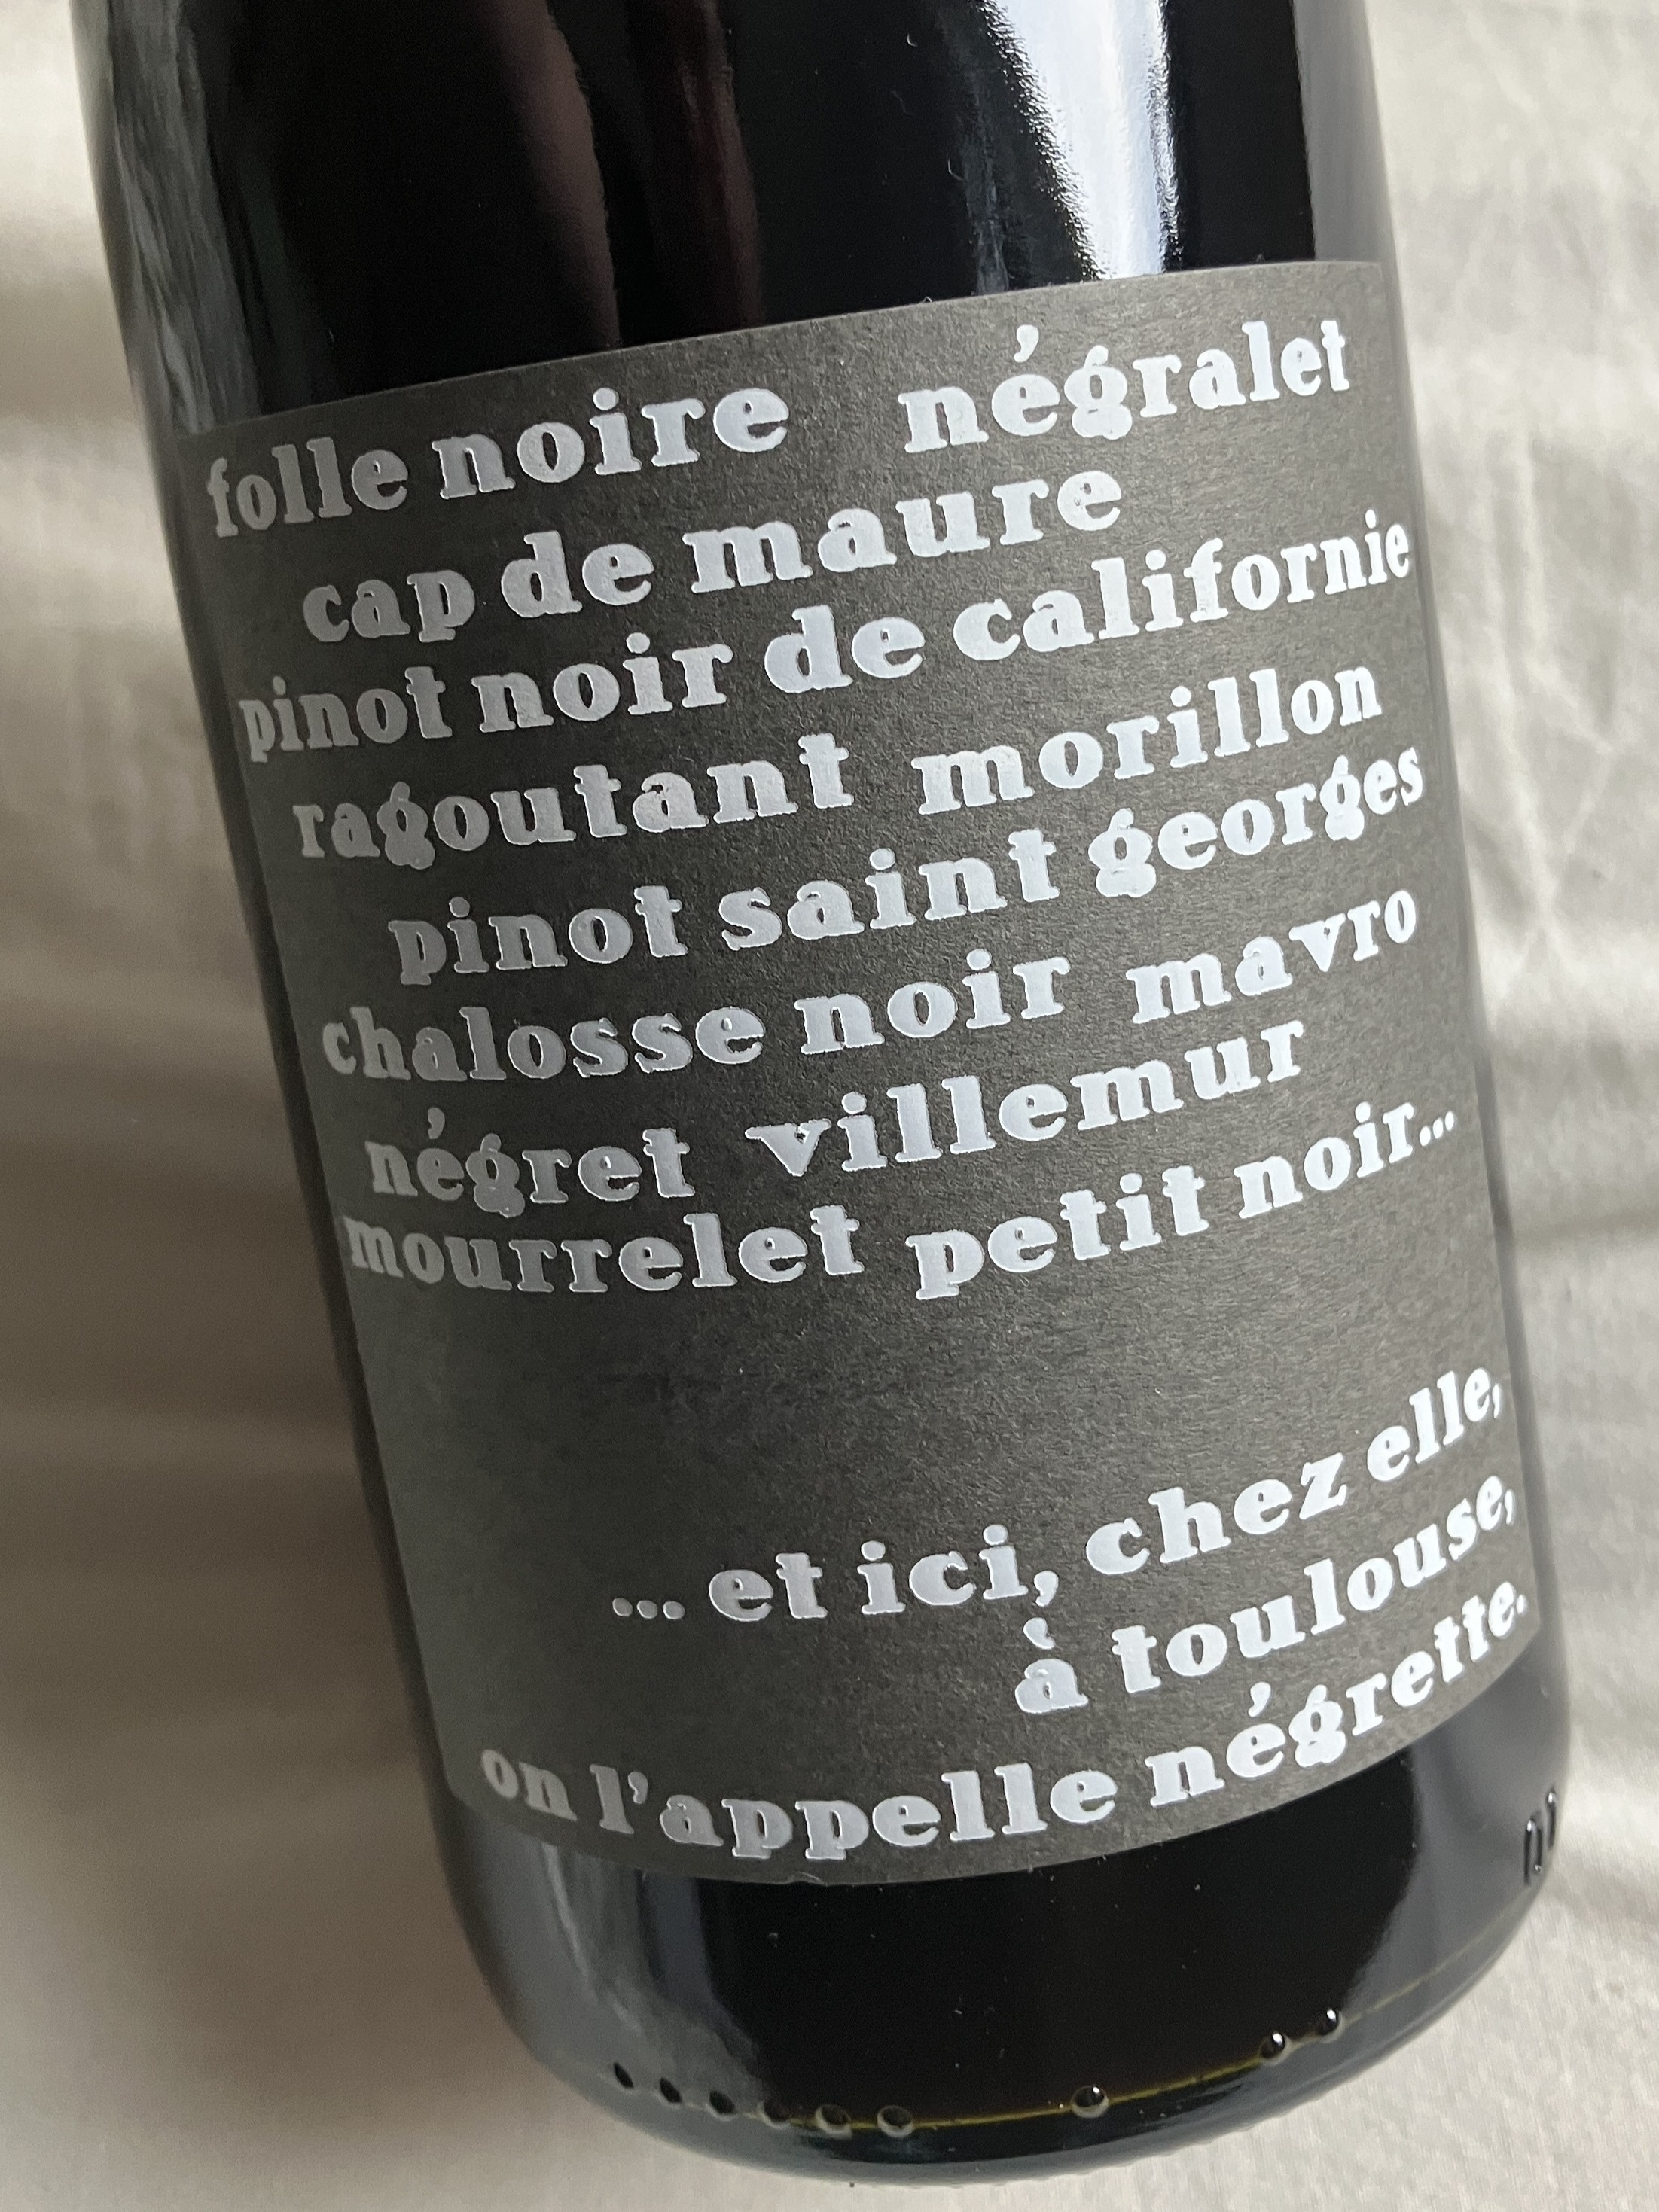 folle noire négralet
cap de maure
pinot noir de californie
ragoutant morillon
pinot saint georges
chalosse noir mavro
négret villemur
mourrelet petit noir...
... et ici, chez elle,
à toulouse,
on l'appelle négrette.